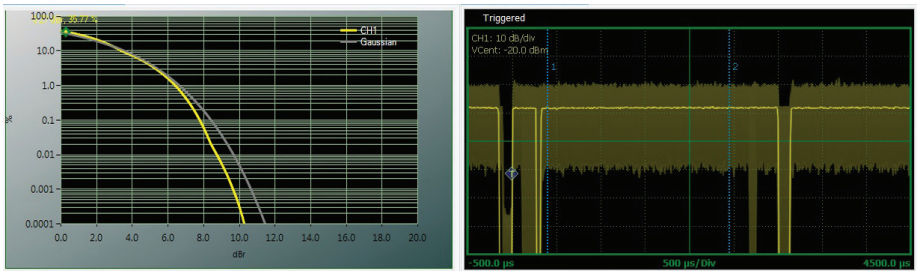 100.0
35.77 %
CH1
Gaussian
10.0
1.0
%
0.1
0.01
0.001
0.0001
0.0 2.0 4.0 6.0 8.0 10.0 12.0 14.0 16.0 18.0 20.0
dBr
Triggered
CH1: 10 dB/div
VCent: -20.0 dBm
1
2
T
-500.0 µs 500 µs/Div 4500.0 µs